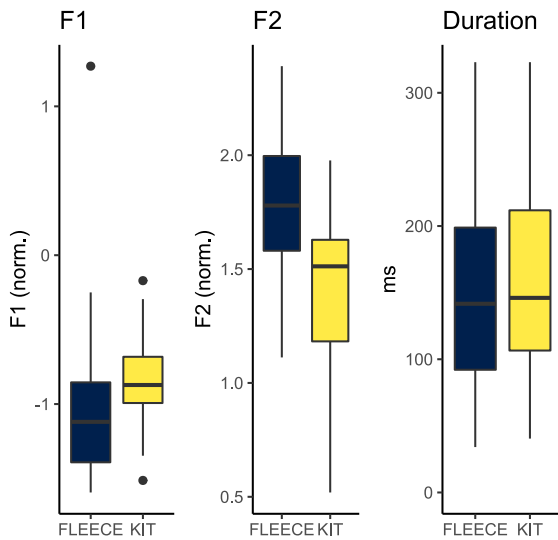 F1
F1 (norm.)
1
0
-1
FLEECE KIT
F2
F2 (norm.)
2.0
1.5
1.0
0.5
FLEECE KIT
Duration
ms
300
200
100
0
FLEECE KIT